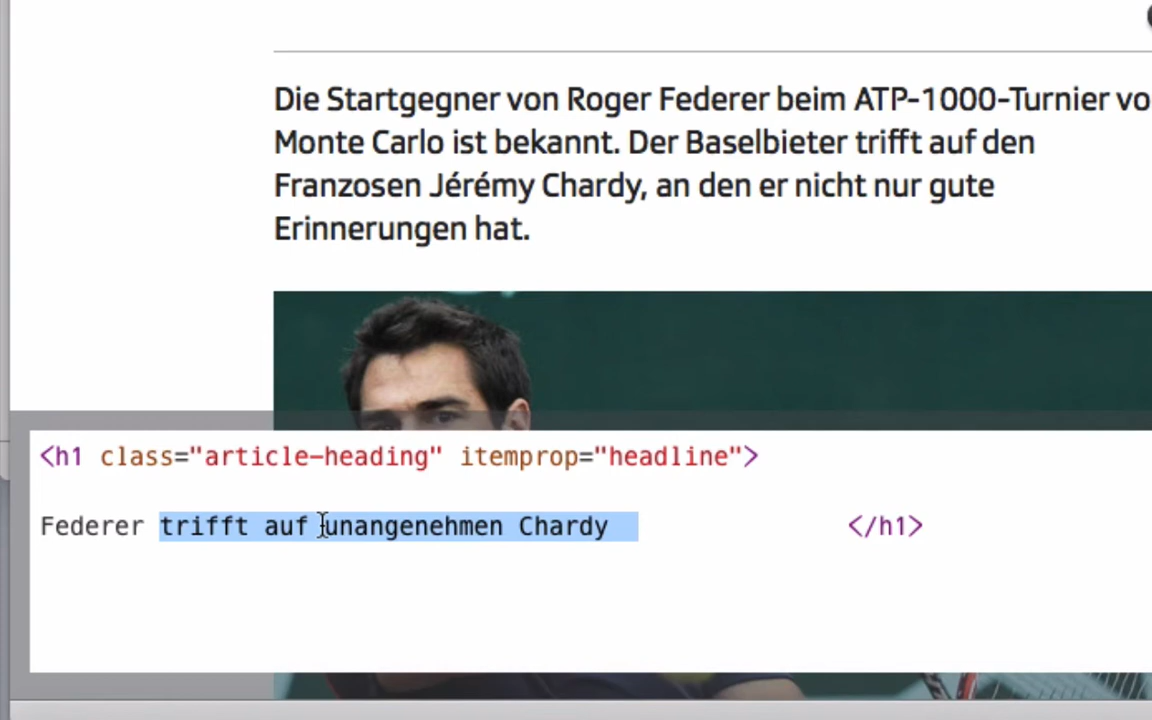 Die Startgegner von Roger Federer beim ATP-1000-Turnier vo
Monte Carlo ist bekannt. Der Baselbieter trifft auf den
Franzosen Jérémy Chardy, an den er nicht nur gute
Erinnerungen hat.
<h1 class="article-heading" itemprop="headline">
Federer trifft auf unangenehmen Chardy </h1>